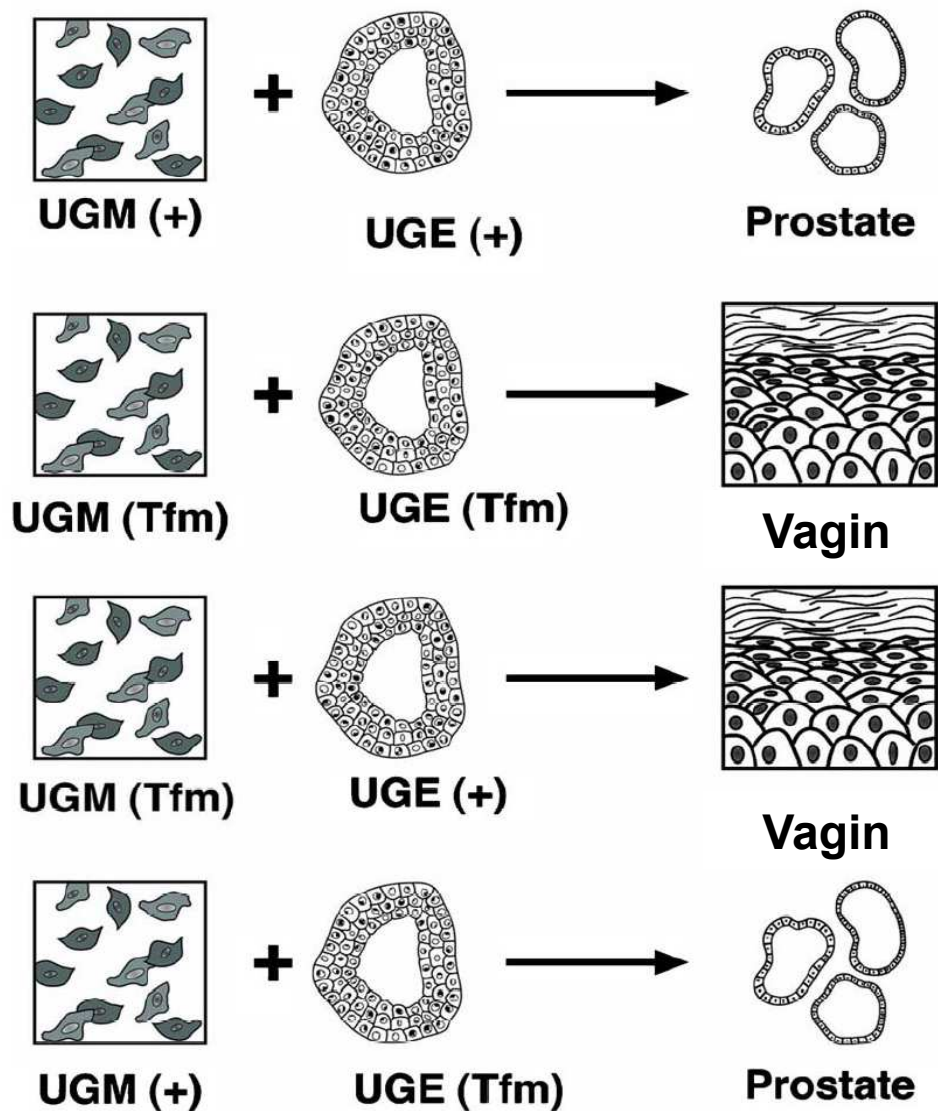 +
UGM (+)
UGE (+)
Prostate
+
UGM (Tfm)
UGE (Tfm)
Vagin
+
UGM (Tfm)
UGE (+)
Vagin
+
UGM (+)
UGE (Tfm)
Prostate